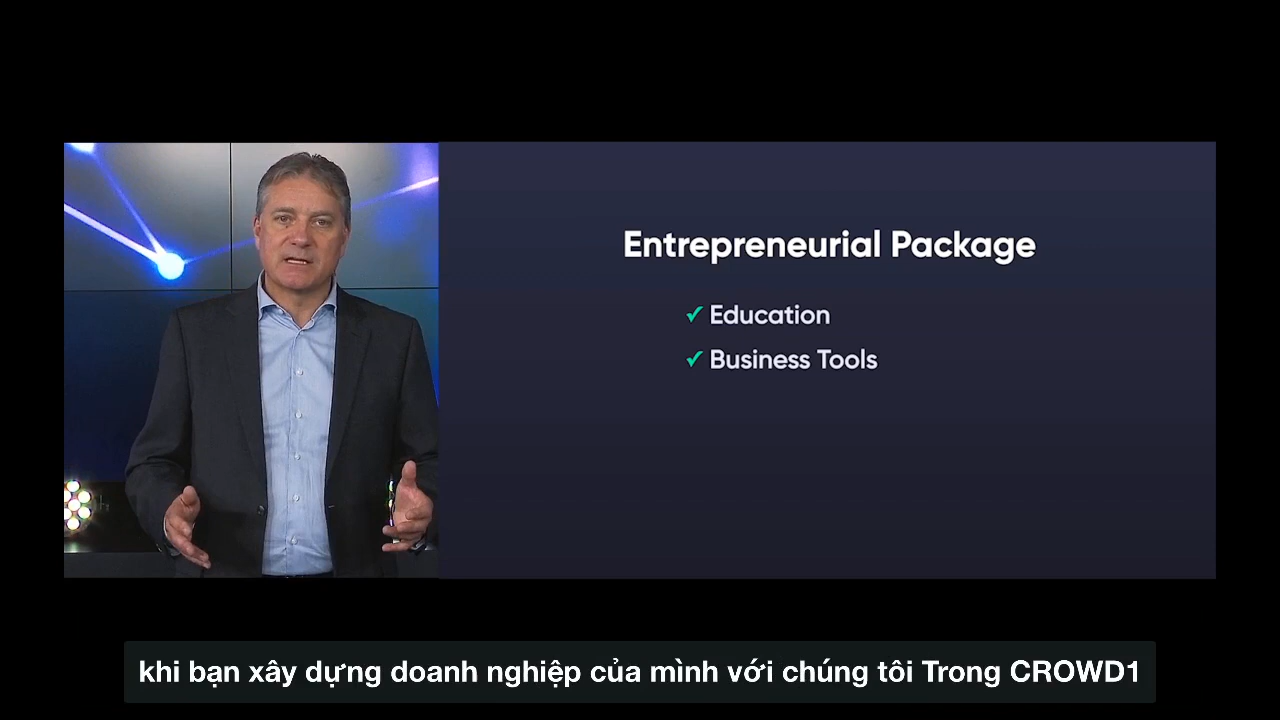 Entrepreneurial Package
✓ Education
✓ Business Tools
khi bạn xây dựng doanh nghiệp của mình với chúng tôi Trong CROWD1